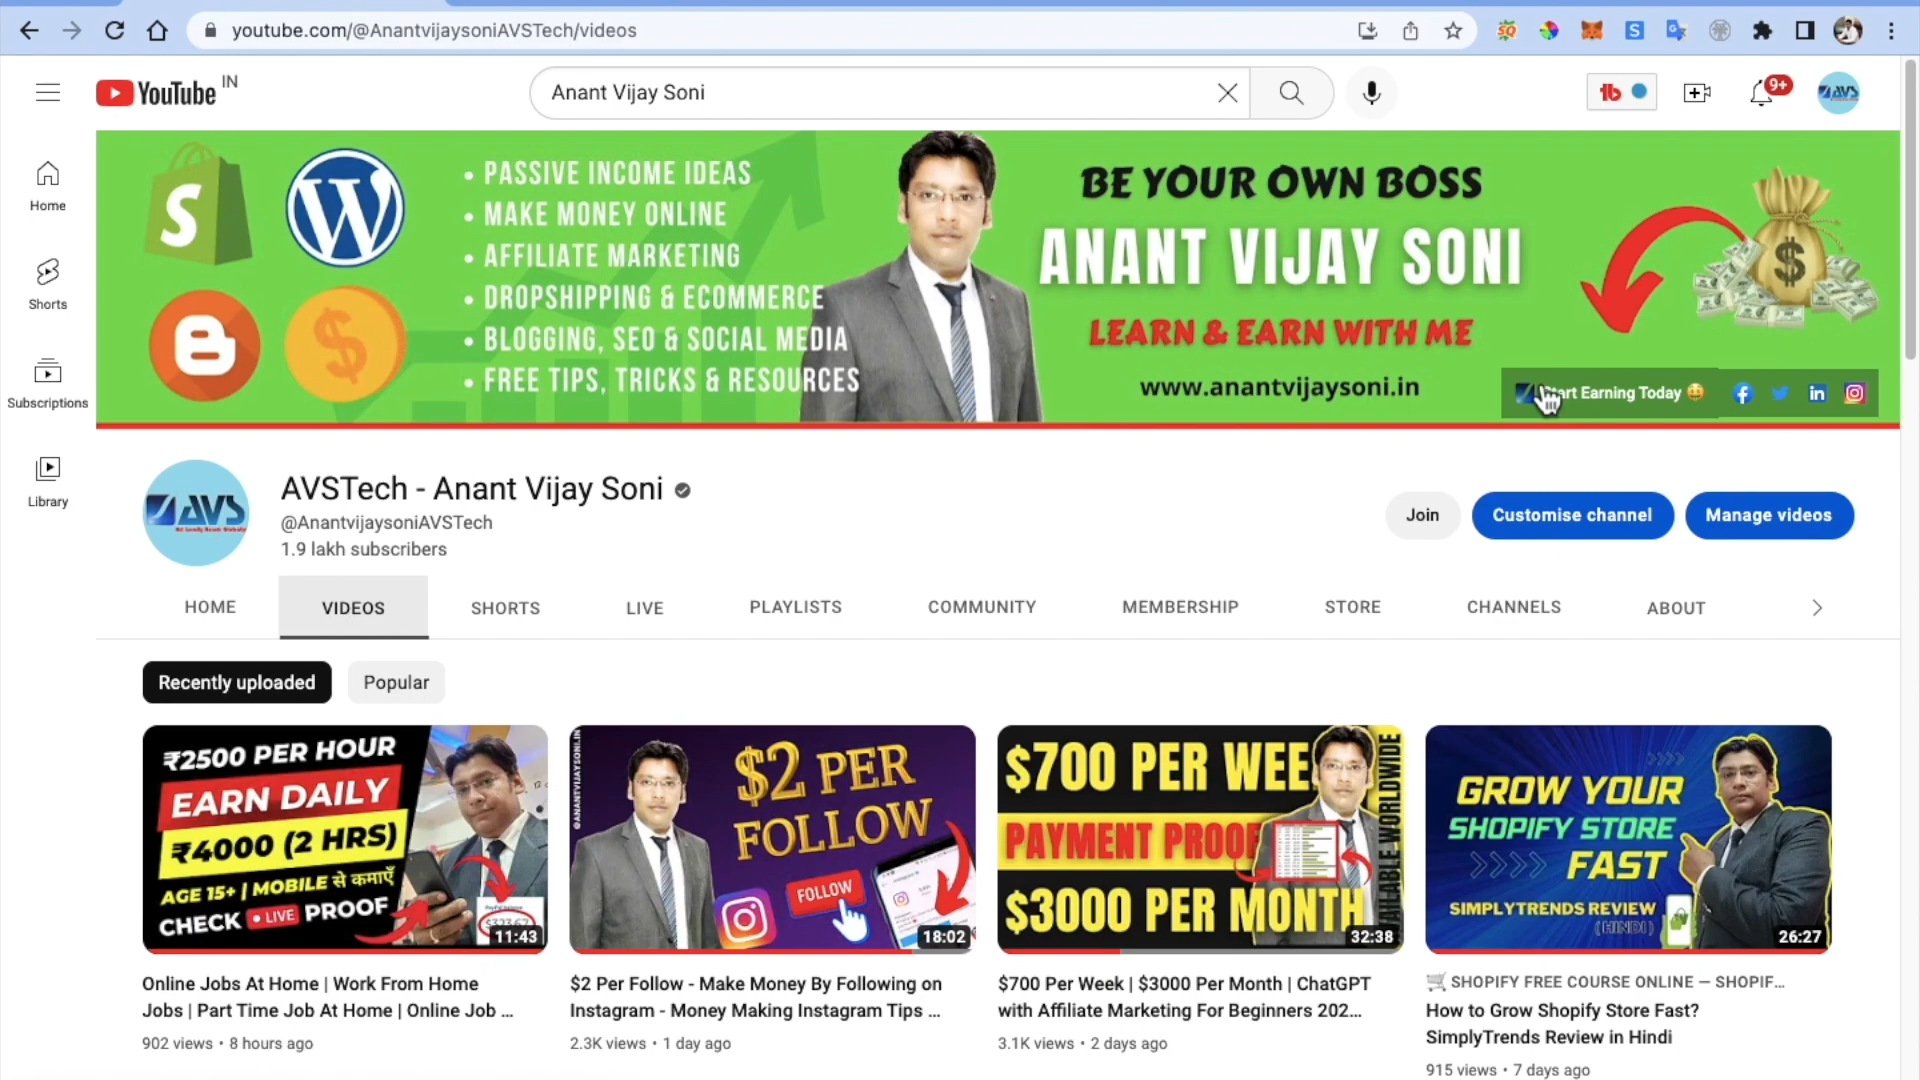 youtube.com/@AnantvijaysoniAVSTech/videos
YouTube IN
Anant Vijay Soni
9+
AVS
Home
Shorts
Subscriptions
Library
• PASSIVE INCOME IDEAS
• MAKE MONEY ONLINE
• AFFILIATE MARKETING
• DROPSHIPPING & ECOMMERCE
• BLOGGING, SEO & SOCIAL MEDIA
• FREE TIPS, TRICKS & RESOURCES
BE YOUR OWN BOSS
ANANT VIJAY SONI
LEARN & EARN WITH ME
www.anantvijaysoni.in
Earning Today
AVS
AVSTech - Anant Vijay Soni
@AnantvijaysoniAVSTech
1.9 lakh subscribers
Join
Customise channel
Manage videos
HOME
VIDEOS
SHORTS
LIVE
PLAYLISTS
COMMUNITY
MEMBERSHIP
STORE
CHANNELS
ABOUT
Recently uploaded
Popular
₹2500 PER HOUR
EARN DAILY
₹4000 (2 HRS)
AGE 15+ | MOBILE से कमाएँ
CHECK • LIVE PROOF
11:43
@ANANTVIJAYSONI.IN
$2 PER
FOLLOW
FOLLOW
18:02
$700 PER WEE
PAYMENT PROOF
$3000 PER MONTH
32:38
GROW YOUR
SHOPIFY STORE
FAST
SIMPLYTRENDS REVIEW
(HINDI)
26:27
Online Jobs At Home | Work From Home
Jobs | Part Time Job At Home | Online Job ...
902 views • 8 hours ago
$2 Per Follow - Make Money By Following on
Instagram - Money Making Instagram Tips ...
2.3K views • 1 day ago
$700 Per Week | $3000 Per Month | ChatGPT
with Affiliate Marketing For Beginners 202...
3.1K views • 2 days ago
🛒 SHOPIFY FREE COURSE ONLINE — SHOPIF...
How to Grow Shopify Store Fast?
SimplyTrends Review in Hindi
915 views • 7 days ago